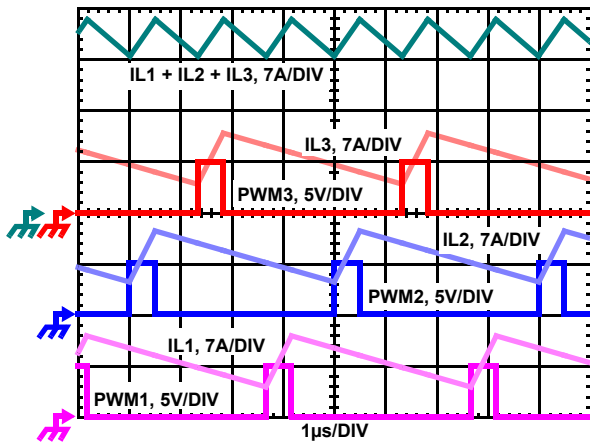 IL1 + IL2 + IL3, 7A/DIV
IL3, 7A/DIV
PWM3, 5V/DIV
IL2, 7A/DIV
PWM2, 5V/DIV
IL1, 7A/DIV
PWM1, 5V/DIV
1µs/DIV